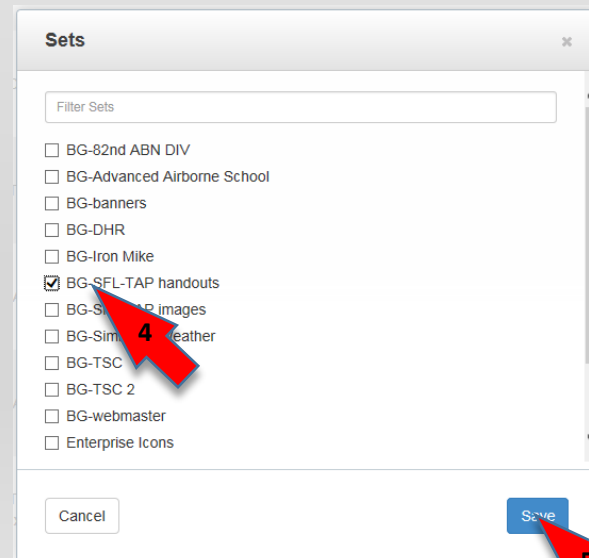 Sets
×
Filter Sets
BG-82nd ABN DIV
BG-Advanced Airborne School
BG-banners
BG-DHR
BG-Iron Mike
BG-SFL-TAP handouts
images
4
BG-TSC
BG-TSC 2
BG-webmaster
Enterprise Icons
Cancel
Save